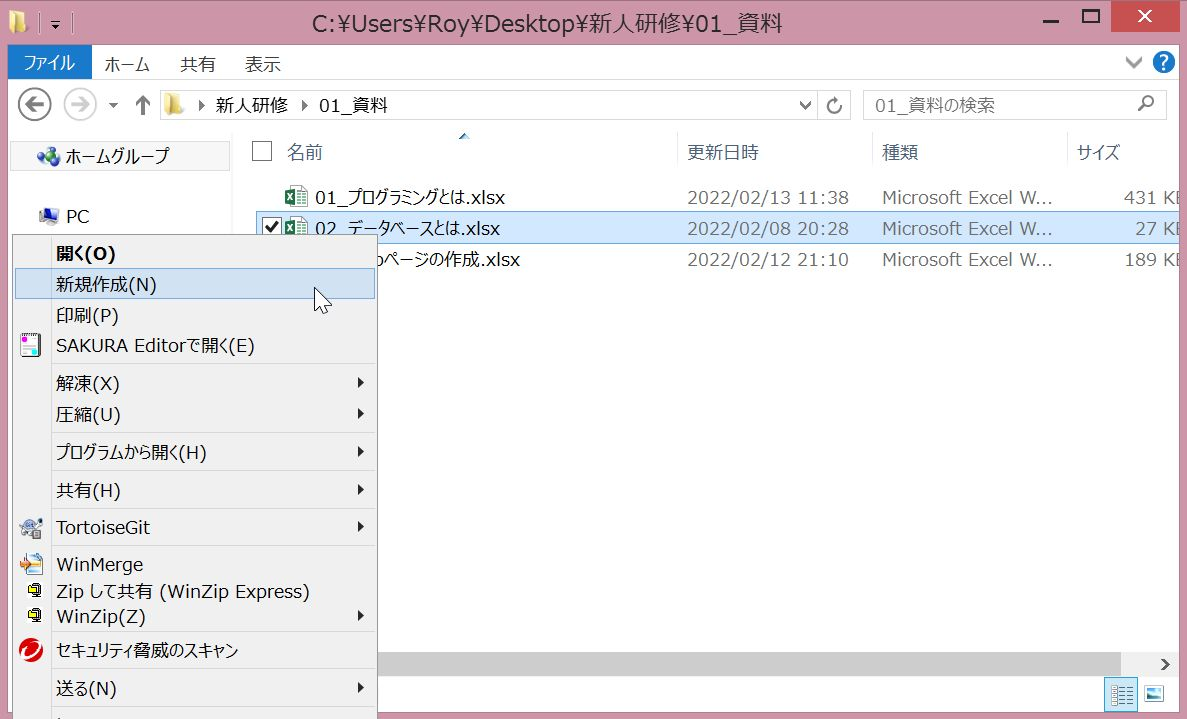 C:¥Users¥Roy¥Desktop¥新人研修¥01_資料
ファイル ホーム 共有 表示
新人研修 01_資料 01_資料の検索
ホームグループ
PC
名前 更新日時 種類 サイズ
01_プログラミングとは.xlsx 2022/02/13 11:38 Microsoft Excel W... 431 KB
02_データベースとは.xlsx 2022/02/08 20:28 Microsoft Excel W... 27 KB
ページの作成.xlsx 2022/02/12 21:10 Microsoft Excel W... 189 KB
開く(O)
新規作成(N)
印刷(P)
SAKURA Editorで開く(E)
解凍(X)
圧縮(U)
プログラムから開く(H)
共有(H)
TortoiseGit
WinMerge
Zip して共有 (WinZip Express)
WinZip(Z)
セキュリティ脅威のスキャン
送る(N)